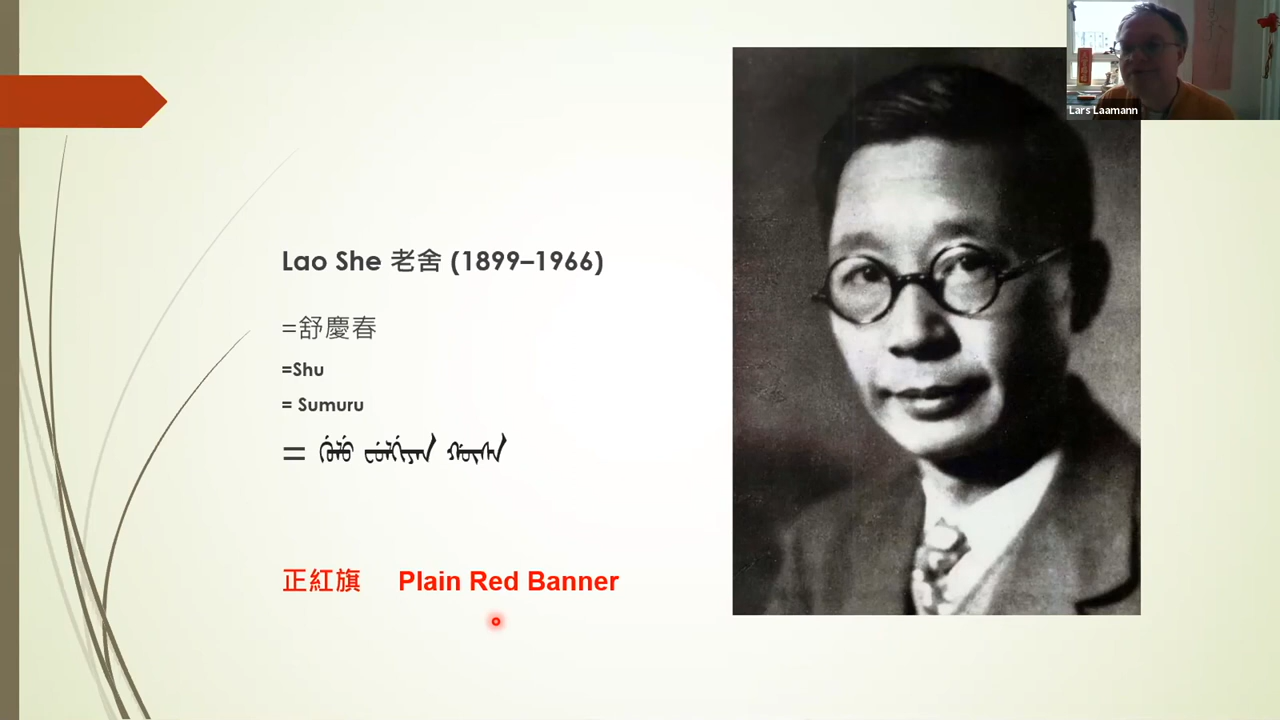 Lao She 老舍 (1899–1966)
=舒慶春
=Shu
= Sumuru
=
正紅旗 Plain Red Banner
Lars Laamann